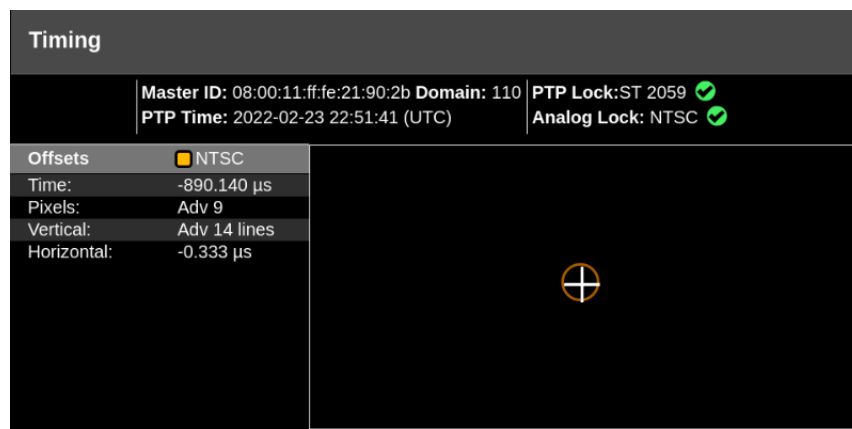 Timing
Master ID: 08:00:11:ff:fe:21:90:2b Domain: 110 PTP Lock:ST 2059
PTP Time: 2022-02-23 22:51:41 (UTC) Analog Lock: NTSC
Offsets NTSC
Time: -890.140 µs
Pixels: Adv 9
Vertical: Adv 14 lines
Horizontal: -0.333 µs